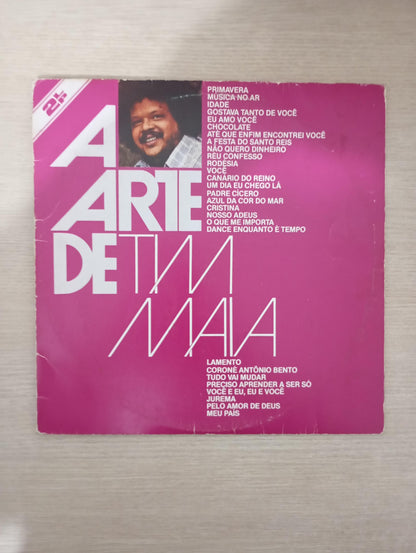 2LP
PRIMAVERA
MÚSICA NO AR
IDADE
GOSTAVA TANTO DE VOCÊ
EU AMO VOCÊ
CHOCOLATE
ATÉ QUE ENFIM ENCONTREI VOCÊ
A FESTA DO SANTO REIS
NÃO QUERO DINHEIRO
RÉU CONFESSO
RODÉSIA
VOCÊ
CANÁRIO DO REINO
UM DIA EU CHEGO LÁ
PADRE CÍCERO
AZUL DA COR DO MAR
CRISTINA
NOSSO ADEUS
O QUE ME IMPORTA
DANCE ENQUANTO É TEMPO
A
ARTE
DE TIM
MAIA
LAMENTO
CORONÉ ANTÔNIO BENTO
TUDO VAI MUDAR
PRECISO APRENDER A SER SÓ
VOCÊ E EU, EU E VOCÊ
JUREMA
PELO AMOR DE DEUS
MEU PAÍS